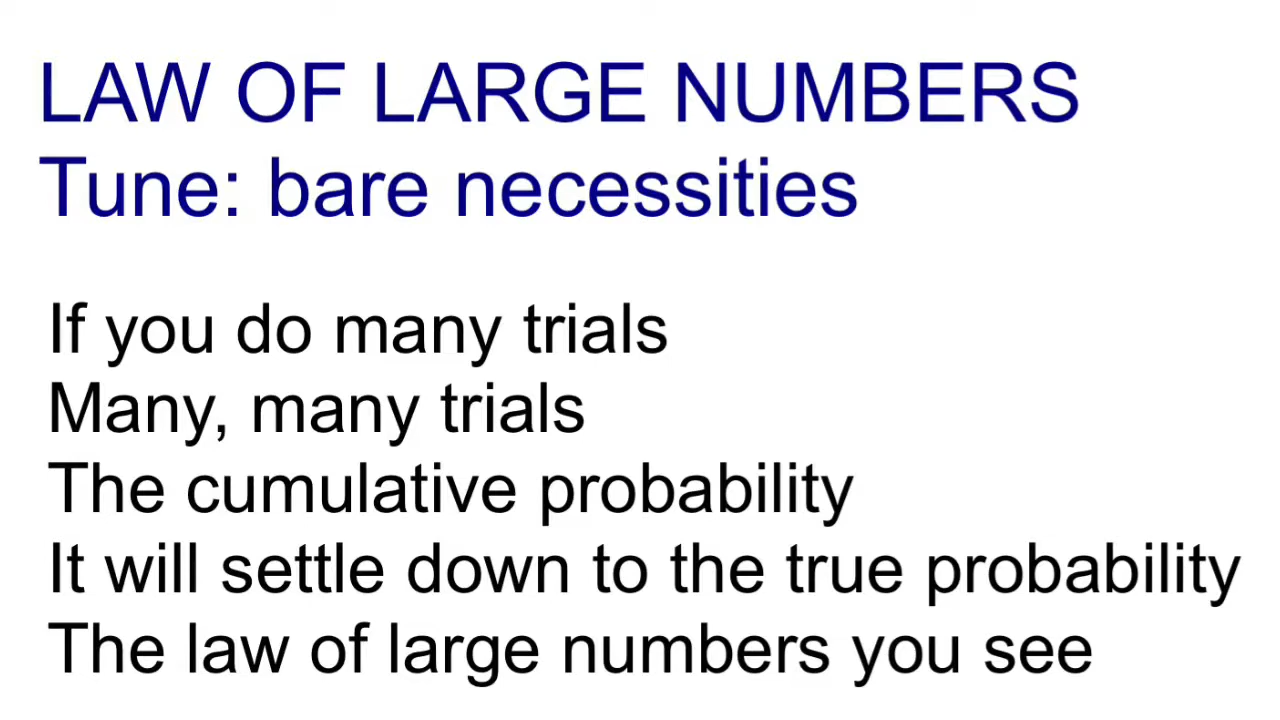 LAW OF LARGE NUMBERS
Tune: bare necessities
If you do many trials
Many, many trials
The cumulative probability
It will settle down to the true probability
The law of large numbers you see